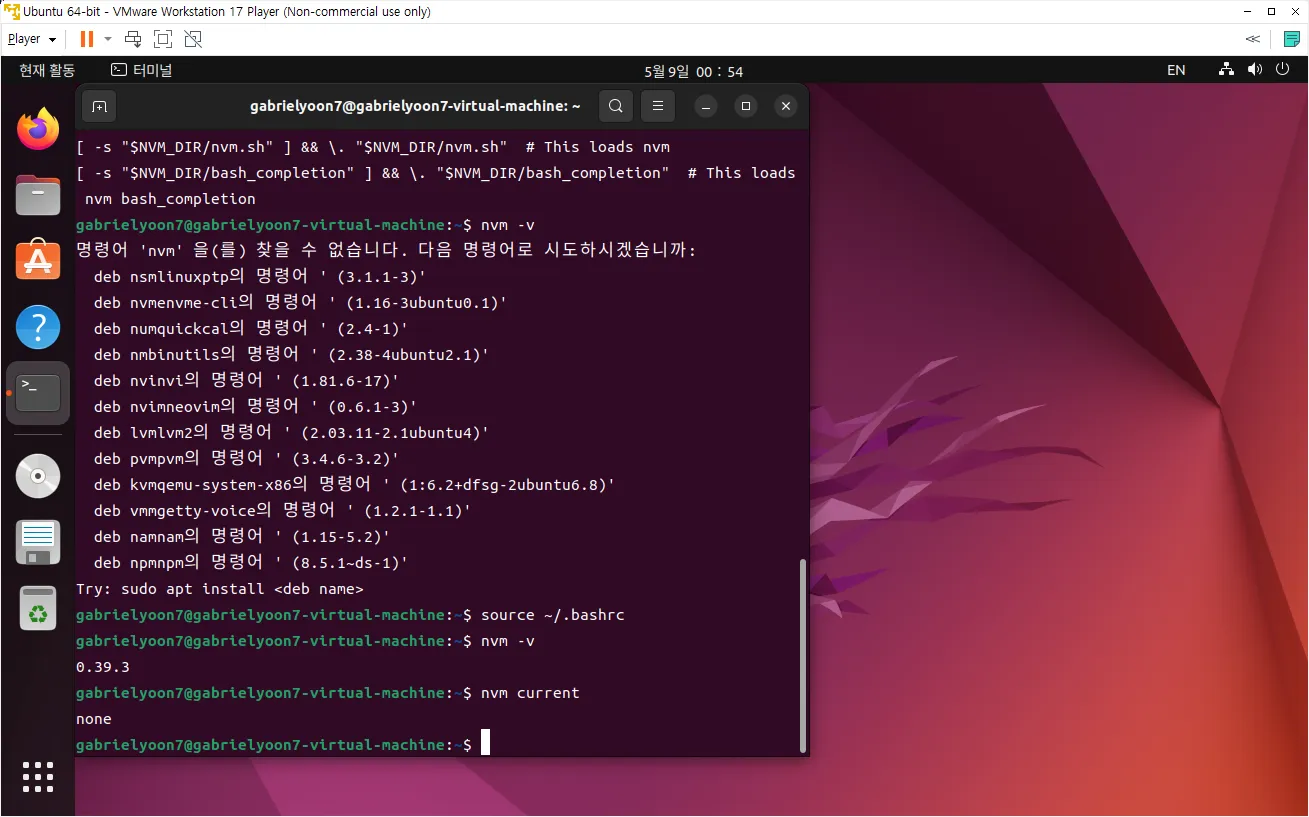 Ubuntu 64-bit - VMware Workstation 17 Player (Non-commercial use only)
Player
현재 활동
터미널
5월 9일 00 : 54
EN
gabrielyoon7@gabrielyoon7-virtual-machine: ~
[ -s "$NVM_DIR/nvm.sh" ] && \. "$NVM_DIR/nvm.sh"  # This loads nvm
[ -s "$NVM_DIR/bash_completion" ] && \. "$NVM_DIR/bash_completion"  # This loads
 nvm bash_completion
gabrielyoon7@gabrielyoon7-virtual-machine:~$ nvm -v
명령어 'nvm' 을(를) 찾을 수 없습니다. 다음 명령어로 시도하시겠습니까:
  deb nsmlinuxptp의 명령어 ' (3.1.1-3)'
  deb nvmenvme-cli의 명령어 ' (1.16-3ubuntu0.1)'
  deb numquickcal의 명령어 ' (2.4-1)'
  deb nmbinutils의 명령어 ' (2.38-4ubuntu2.1)'
  deb nvinvi의 명령어 ' (1.81.6-17)'
  deb nvimneovim의 명령어 ' (0.6.1-3)'
  deb lvmlvm2의 명령어 ' (2.03.11-2.1ubuntu4)'
  deb pvmpvm의 명령어 ' (3.4.6-3.2)'
  deb kvmqemu-system-x86의 명령어 ' (1:6.2+dfsg-2ubuntu6.8)'
  deb vmmgetty-voice의 명령어 ' (1.2.1-1.1)'
  deb namnam의 명령어 ' (1.15-5.2)'
  deb npmnpm의 명령어 ' (8.5.1~ds-1)'
Try: sudo apt install <deb name>
gabrielyoon7@gabrielyoon7-virtual-machine:~$ source ~/.bashrc
gabrielyoon7@gabrielyoon7-virtual-machine:~$ nvm -v
0.39.3
gabrielyoon7@gabrielyoon7-virtual-machine:~$ nvm current
none
gabrielyoon7@gabrielyoon7-virtual-machine:~$